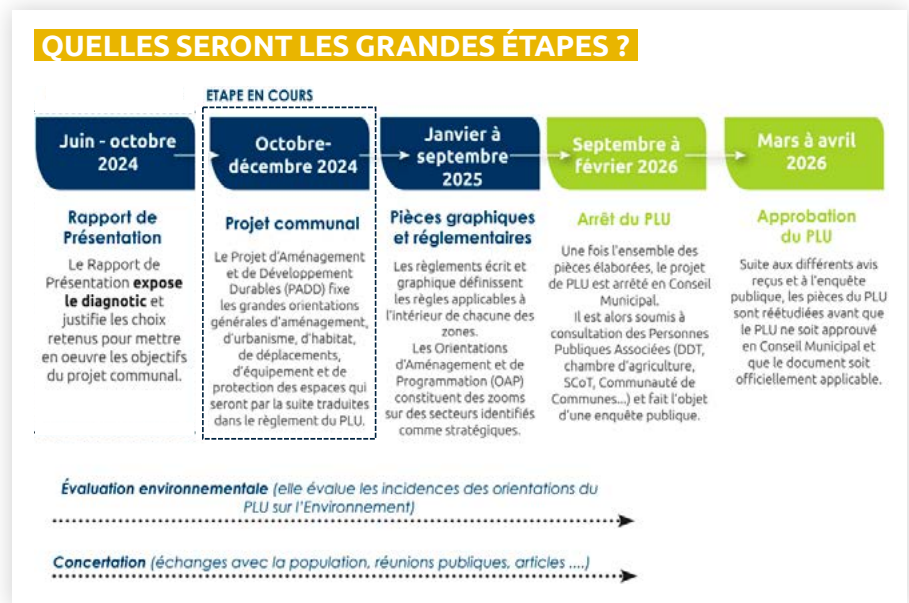 QUELLES SERONT LES GRANDES ÉTAPES ?
ETAPE EN COURS
Juin - octobre
2024
Octobre-
décembre 2024
Janvier à
septembre
2025
Septembre à
février 2026
Mars à avril
2026
Rapport de
Présentation
Le Rapport de
Présentation expose
le diagnotic et
justifie les choix
retenus pour mettre
en oeuvre les objectifs
du projet communal.
Projet communal
Le Projet d'Aménagement
et de Développement
Durables (PADD) fixe
les grandes orientations
générales d'aménagement,
d'urbanisme, d'habitat,
de déplacements,
d'équipement et de
protection des espaces qui
seront par la suite traduites
dans le règlement du PLU.
Pièces graphiques
et réglementaires
Les règlements écrit et
graphique définissent
les règles applicables à
l'intérieur de chacune des
zones.
Les Orientations
d'Aménagement et de
Programmation (OAP)
constituent des zooms
sur des secteurs identifiés
comme stratégiques.
Arrêt du PLU
Une fois l'ensemble des
pièces élaborées, le projet
de PLU est arrêté en Conseil
Municipal.
Il est alors soumis à
consultation des Personnes
Publiques Associées (DDT,
chambre d'agriculture,
SCoT, Communauté de
Communes...) et fait l'objet
d'une enquête publique.
Approbation
du PLU
Suite aux différents avis
reçus et à l'enquête
publique, les pièces du PLU
sont réétudiées avant que
le PLU ne soit approuvé
en Conseil Municipal et
que le document soit
officiellement applicable.
Évaluation environnementale (elle évalue les incidences des orientations du
PLU sur l'Environnement)
Concertation (échanges avec la population, réunions publiques, articles ....)